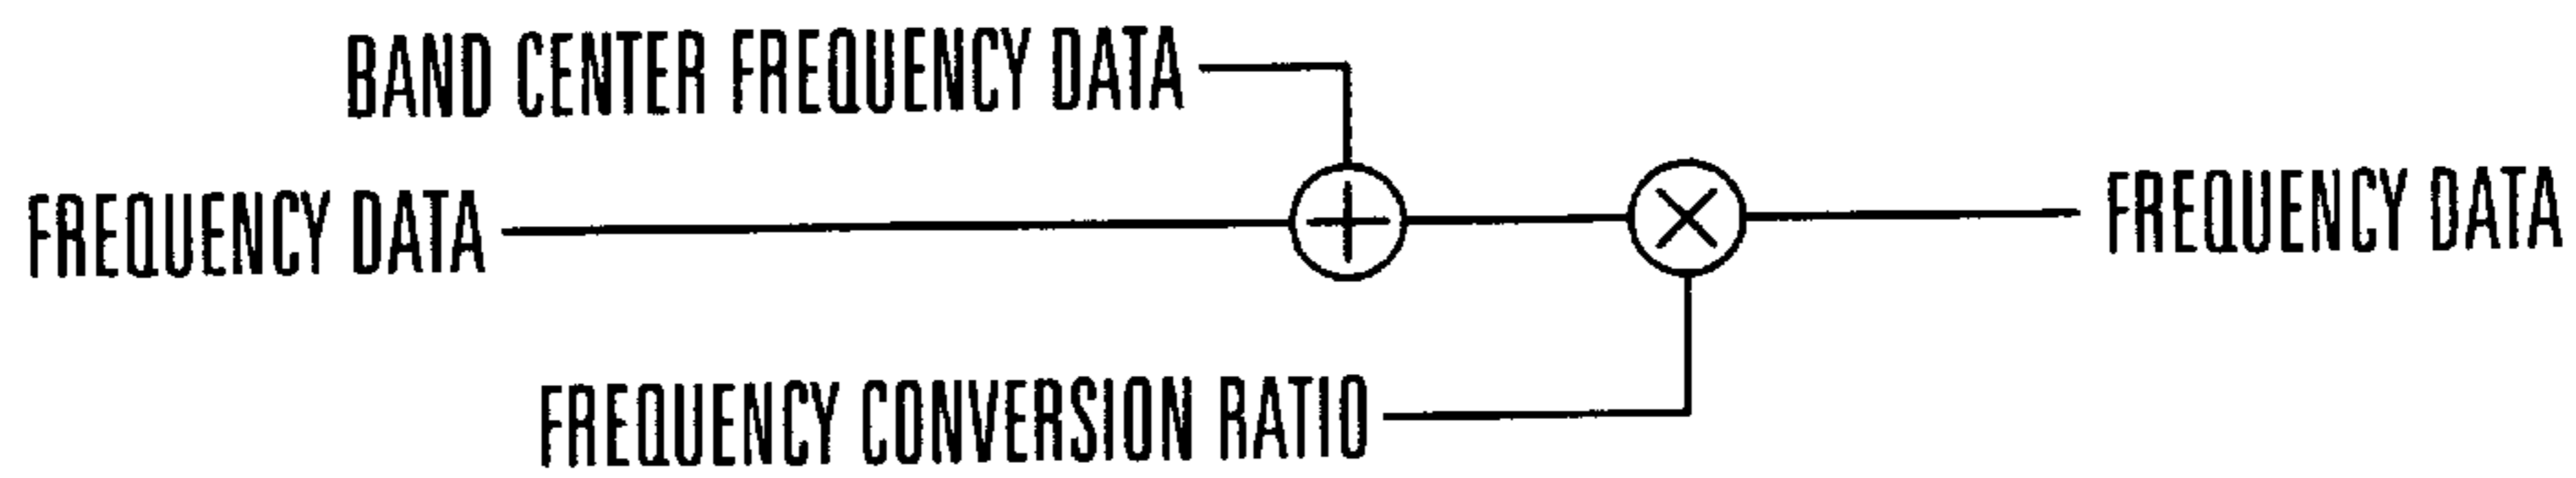 BAND CENTER FREQUENCY DATA
FREQUENCY DATA
FREQUENCY DATA
FREQUENCY CONVERSION RATIO